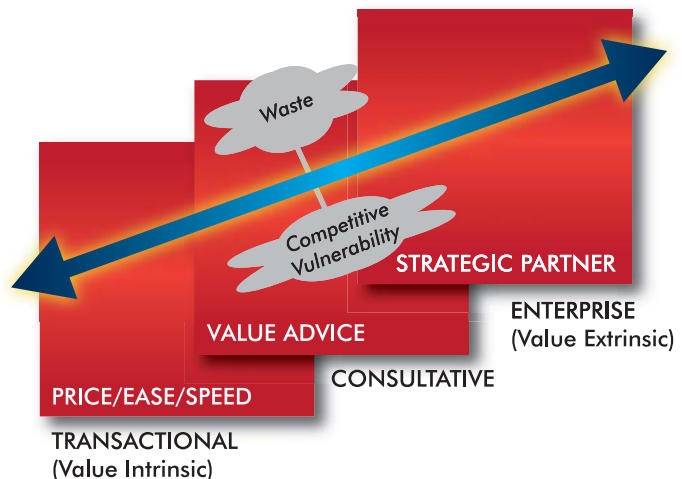 Waste
Competitive
Vulnerability
STRATEGIC PARTNER
ENTERPRISE
(Value Extrinsic)
VALUE ADVICE
CONSULTATIVE
PRICE/EASE/SPEED
TRANSACTIONAL
(Value Intrinsic)